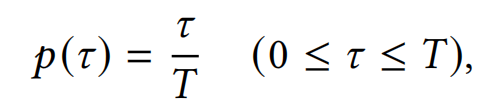 p(τ) = τ/T (0 ≤ τ ≤ T),